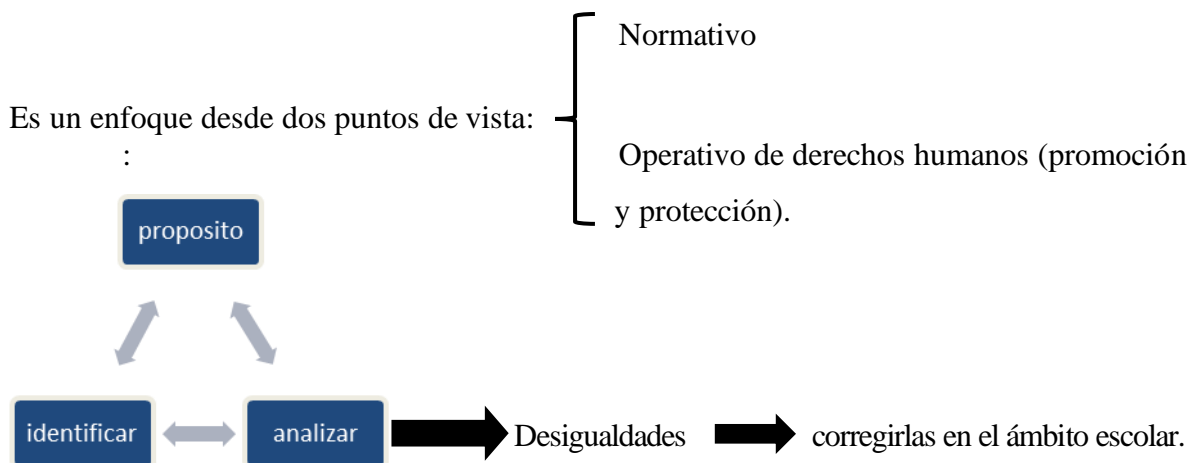 Normativo
Es un enfoque desde dos puntos de vista:
:
Operativo de derechos humanos (promoción
y protección).
proposito
identificar
analizar
Desigualdades
corregirlas en el ámbito escolar.